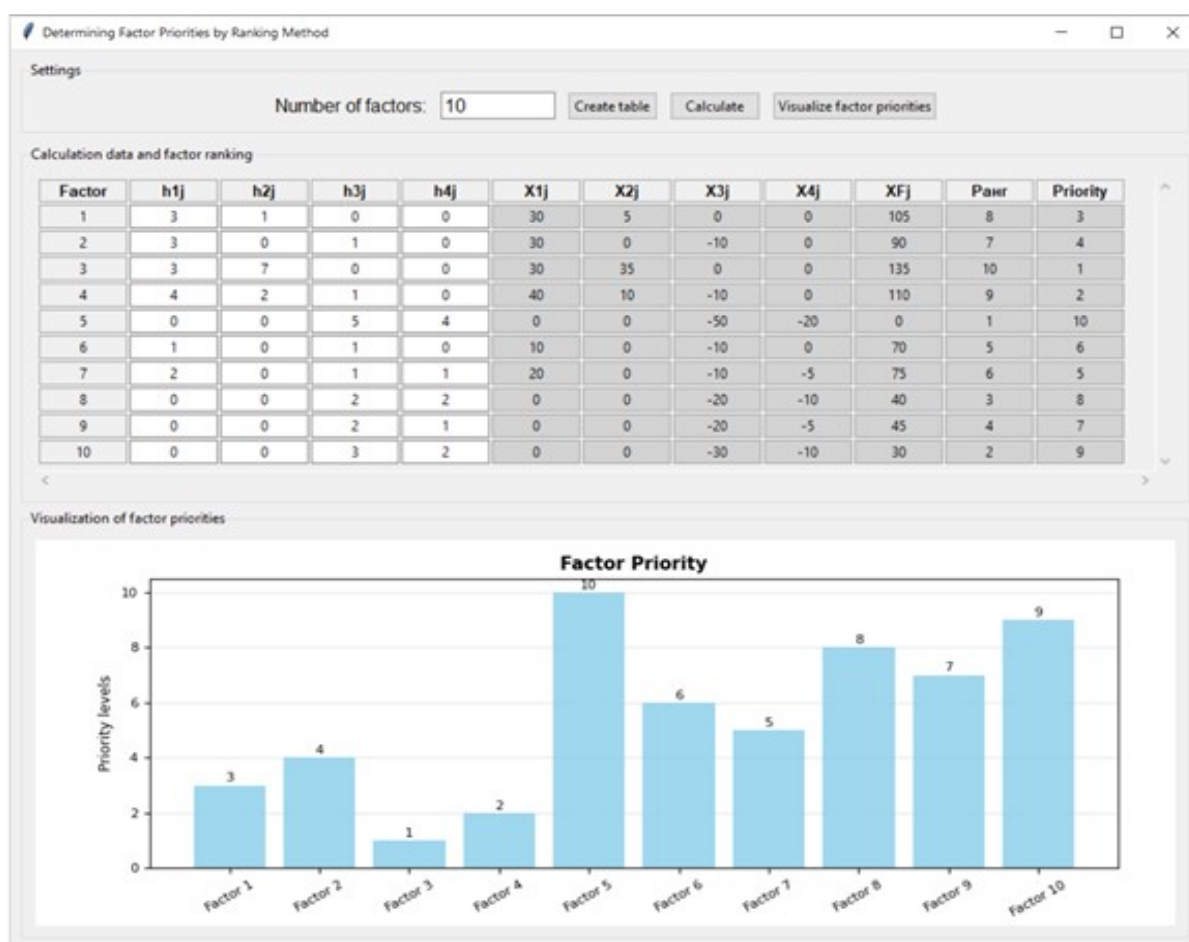 Determining Factor Priorities by Ranking Method
Settings
Number of factors: 10 Create table Calculate Visualize factor priorities
Calculation data and factor ranking
Factor h1j h2j h3j h4j X1j X2j X3j X4j XFj Ранг Priority
1 3 1 0 0 30 5 0 0 105 8 3
2 3 0 1 0 30 0 -10 0 90 7 4
3 3 7 0 0 30 35 0 0 135 10 1
4 4 2 1 0 40 10 -10 0 110 9 2
5 0 0 5 4 0 0 -50 -20 0 1 10
6 1 0 1 0 10 0 -10 0 70 5 6
7 2 0 1 1 20 0 -10 -5 75 6 5
8 0 0 2 2 0 0 -20 -10 40 3 8
9 0 0 2 1 0 0 -20 -5 45 4 7
10 0 0 3 2 0 0 -30 -10 30 2 9
Visualization of factor priorities
Factor Priority
Priority levels
10
8
6
4
2
0
3 4 1 2 10 6 5 8 7 9
Factor 1 Factor 2 Factor 3 Factor 4 Factor 5 Factor 6 Factor 7 Factor 8 Factor 9 Factor 10